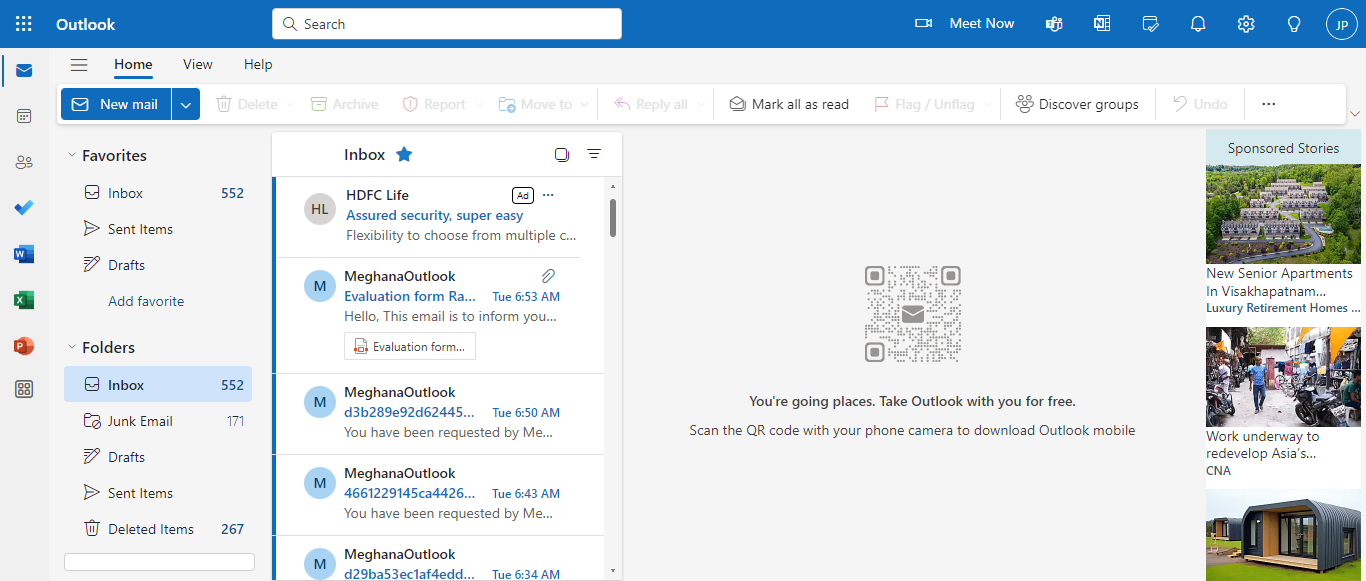 Outlook
Search
Meet Now
JP
Home View Help
New mail Delete Archive Report Move to Reply all Mark all as read Flag / Unflag Discover groups Undo ...
Favorites
Inbox 552
Sent Items
Drafts
Add favorite
Folders
Inbox 552
Junk Email 171
Drafts
Sent Items
Deleted Items 267
Inbox
HL
HDFC Life Ad ...
Assured security, super easy
Flexibility to choose from multiple c...
M
MeghanaOutlook
Evaluation form Ra... Tue 6:53 AM
Hello, This email is to inform you...
Evaluation form...
M
MeghanaOutlook
d3b289e92d62445... Tue 6:50 AM
You have been requested by Me...
M
MeghanaOutlook
4661229145ca4426... Tue 6:43 AM
You have been requested by Me...
M
MeghanaOutlook
d29ba53ec1af4edd... Tue 6:34 AM
You're going places. Take Outlook with you for free.
Scan the QR code with your phone camera to download Outlook mobile
Sponsored Stories
New Senior Apartments
In Visakhapatnam...
Luxury Retirement Homes ...
Work underway to
redevelop Asia's...
CNA